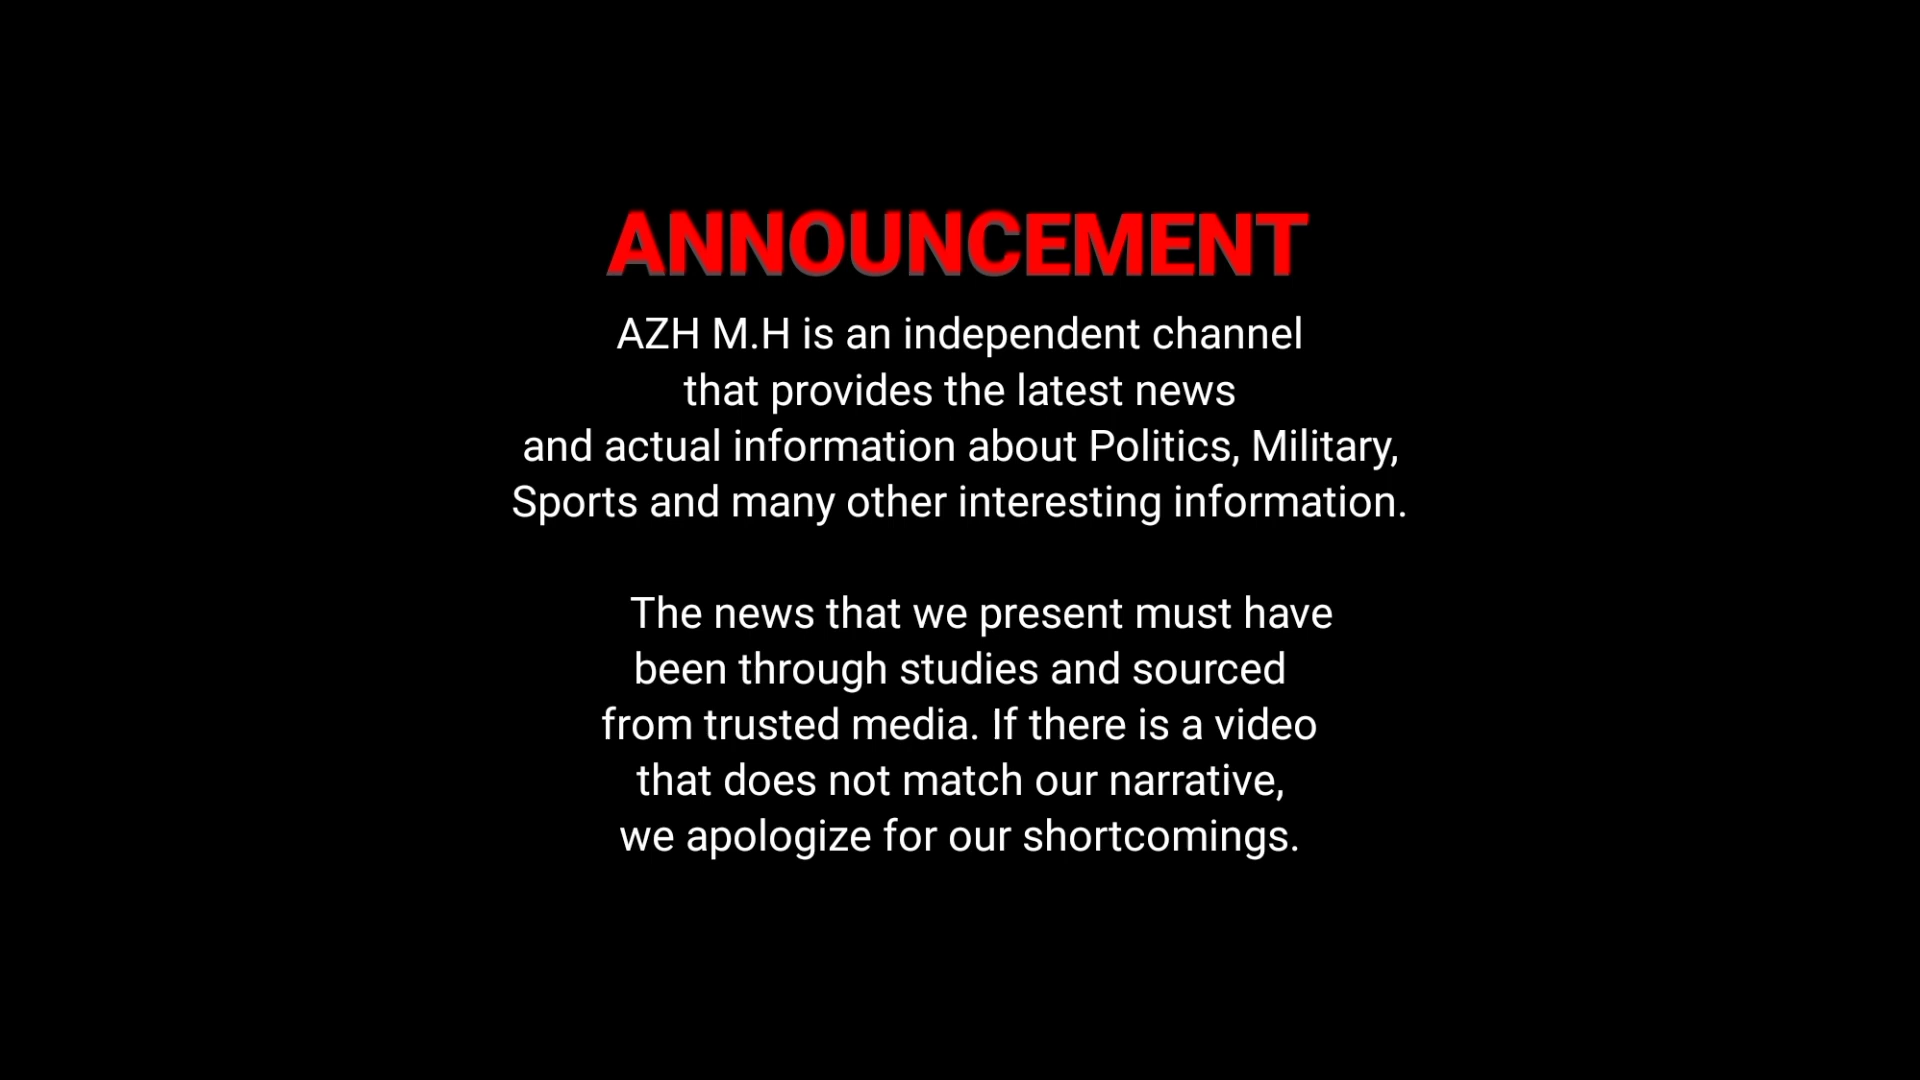 ANNOUNCEMENT
AZH M.H is an independent channel
that provides the latest news
and actual information about Politics, Military,
Sports and many other interesting information.
The news that we present must have
been through studies and sourced
from trusted media. If there is a video
that does not match our narrative,
we apologize for our shortcomings.